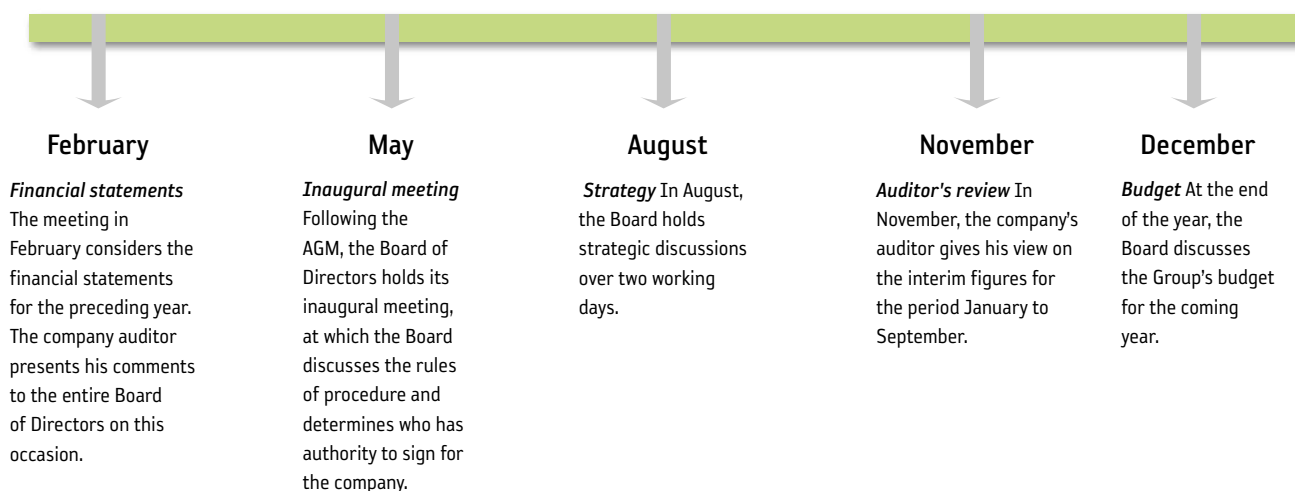 February
Financial statements
The meeting in
February considers the
financial statements
for the preceding year.
The company auditor
presents his comments
to the entire Board
of Directors on this
occasion.
May
Inaugural meeting
Following the
AGM, the Board of
Directors holds its
inaugural meeting,
at which the Board
discusses the rules
of procedure and
determines who has
authority to sign for
the company.
August
Strategy In August,
the Board holds
strategic discussions
over two working
days.
November
Auditor's review In
November, the company's
auditor gives his view on
the interim figures for
the period January to
September.
December
Budget At the end
of the year, the
Board discusses
the Group's budget
for the coming
year.